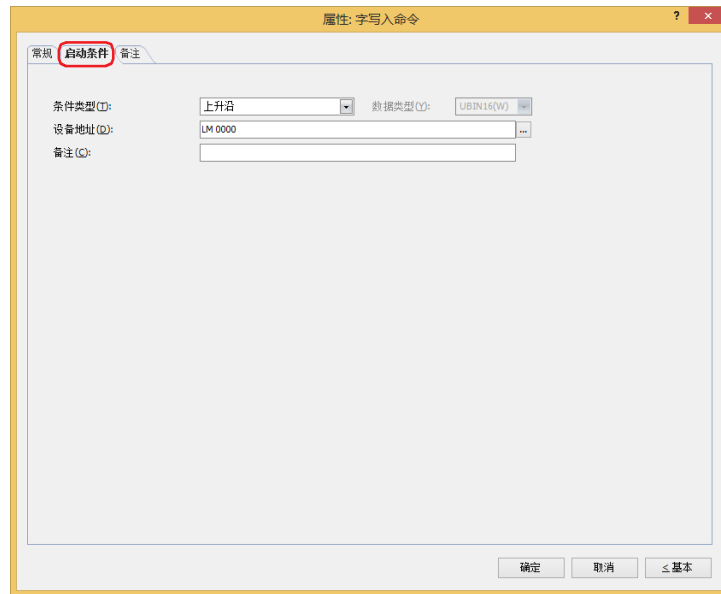 属性: 字写入命令
? ×
常规 启动条件 备注
条件类型(T): 上升沿 数据类型(Y): UBIN16(W)
设备地址(D): LM 0000 ...
备注(C):
确定 取消 ≤基本